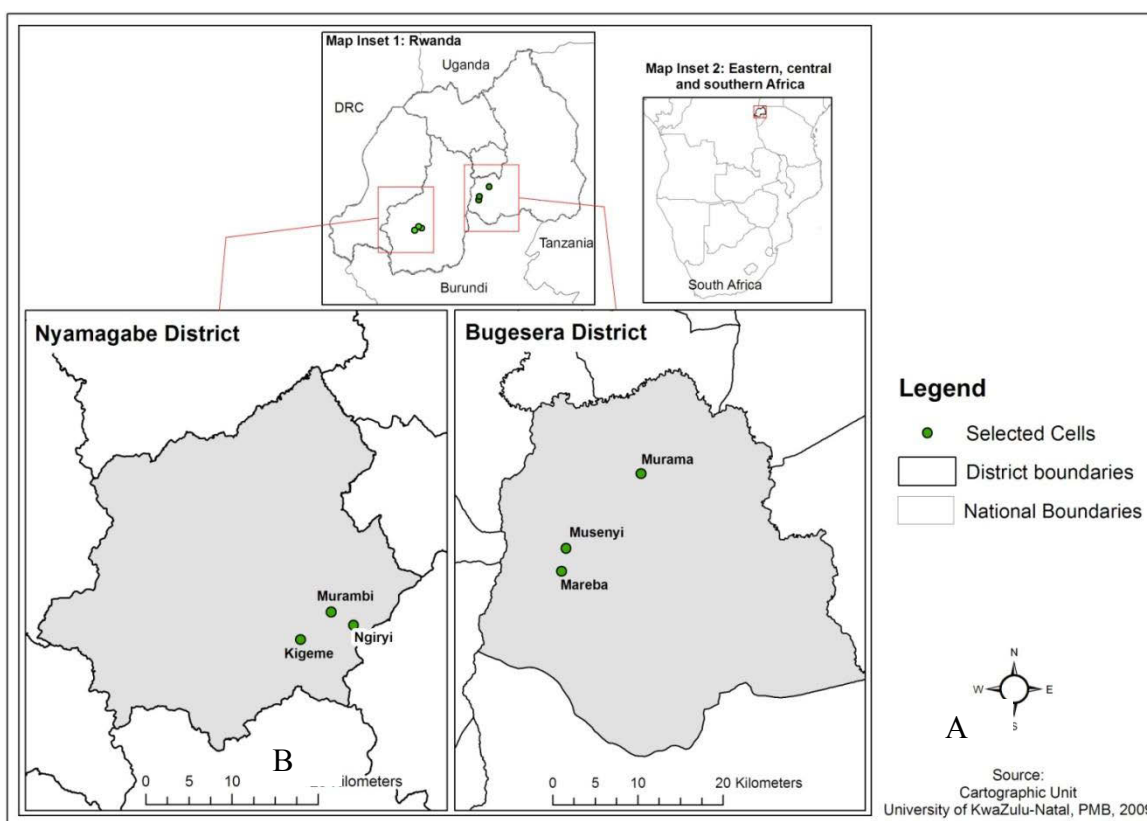 Map Inset 1: Rwanda
Uganda
DRC
Tanzania
Burundi
Map Inset 2: Eastern, central
and southern Africa
South Africa
Nyamagabe District
Murambi
Ngiryi
Kigeme
B
0 5 10 Kilometers
Bugesera District
Murama
Musenyi
Mareba
0 5 10 20 Kilometers
Legend
Selected Cells
District boundaries
National Boundaries
N
W E
S
A
Source:
Cartographic Unit
University of KwaZulu-Natal, PMB, 2009